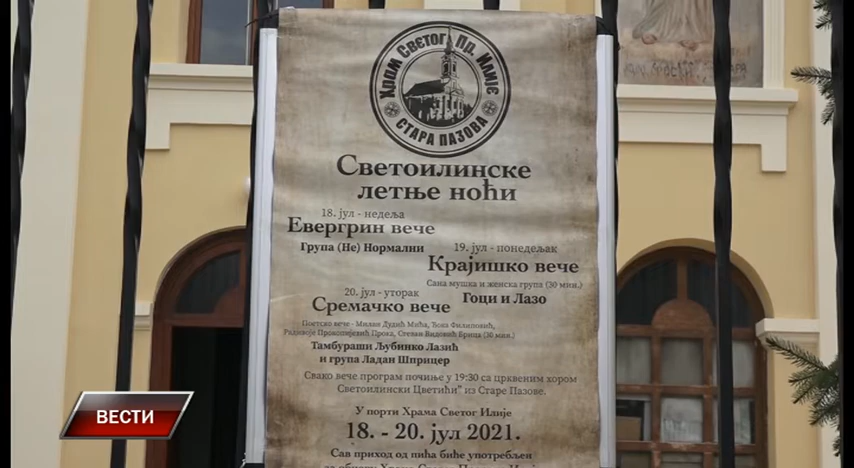 Храм Светог Пр. Илије
СТАРА ПАЗОВА
Светоилинске
летње ноћи
18. јул - недеља
Евергрин вече
Група (Не) Нормални
19. јул - понедељак
Крајишко вече
Сана мушка и женска група (30 мин.)
Гоци и Лазо
20. јул - уторак
Сремачко вече
Поетско вече - Милан Дудић Мића, Бова Филиповић,
Радивоје Прокопијевић Прока, Стеван Видовић Брица (30 мин.)
Тамбураши Љубинко Лазић
и група Ладан Шприцер
Свако вече програм почиње у 19:30 са црквеним хором
Светоилински Цветићи" из Старе Пазове.
У порти Храма Светог Илије
18. - 20. јул 2021.
Сав приход од пића биће употребљен
ВЕСТИ